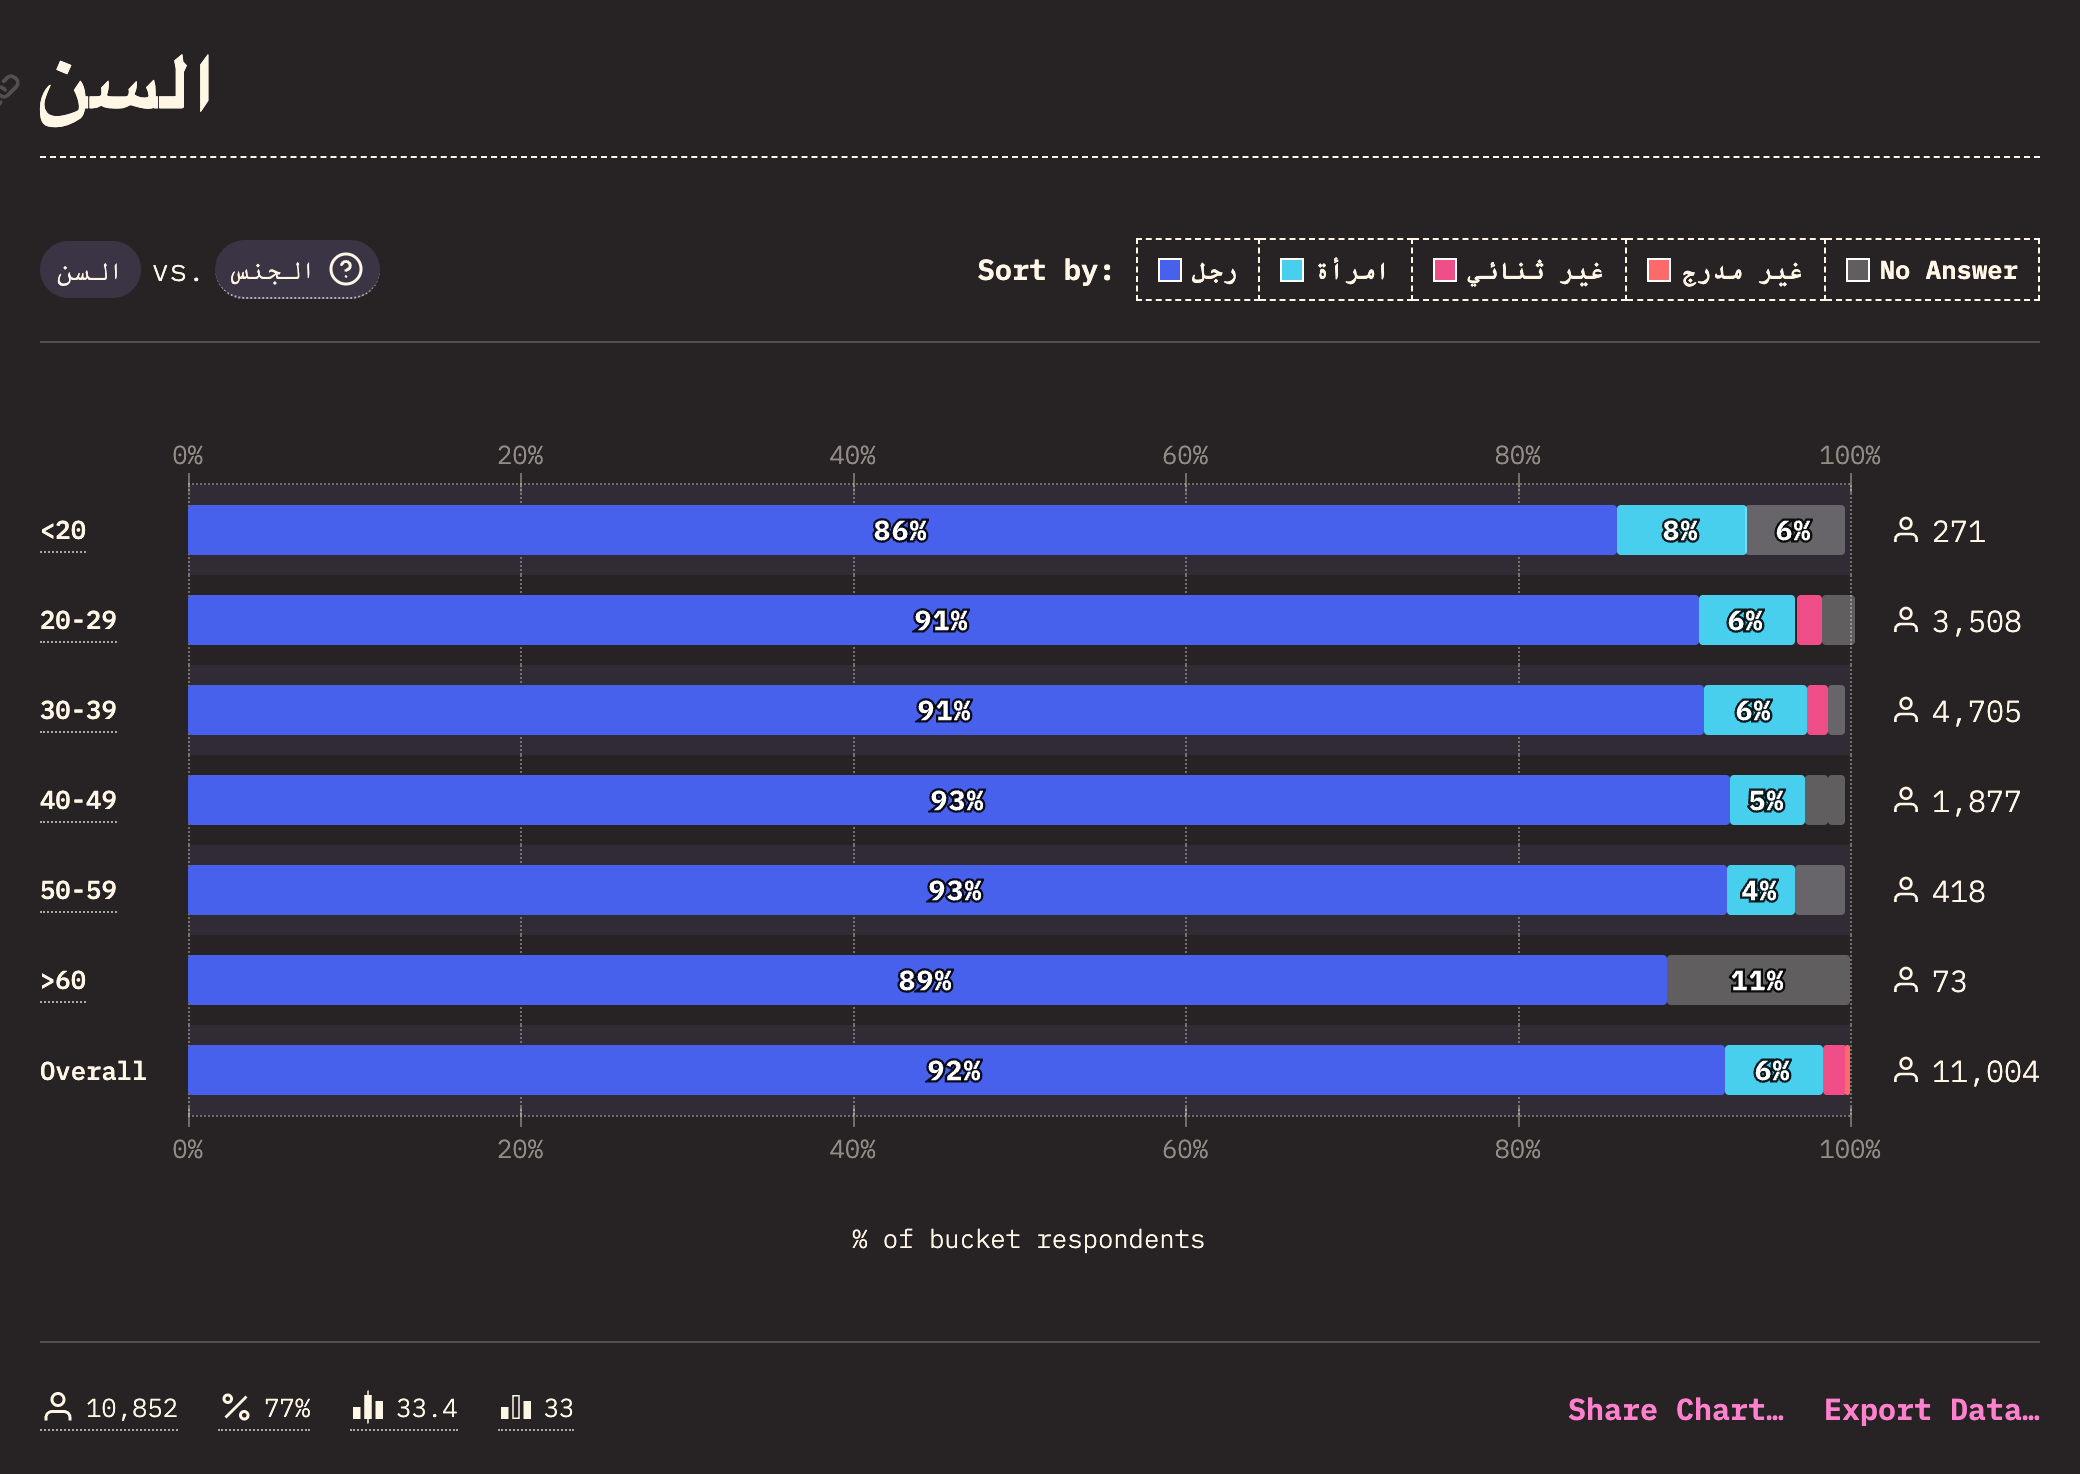 السن
السن vs. الجنس
Sort by: رجل امرأة غير ثنائي غير مدرج No Answer
0% 20% 40% 60% 80% 100%
<20 86% 8% 6% 271
20-29 91% 6% 3,508
30-39 91% 6% 4,705
40-49 93% 5% 1,877
50-59 93% 4% 418
>60 89% 11% 73
Overall 92% 6% 11,004
0% 20% 40% 60% 80% 100%
% of bucket respondents
10,852 77% 33.4 33 Share Chart… Export Data…